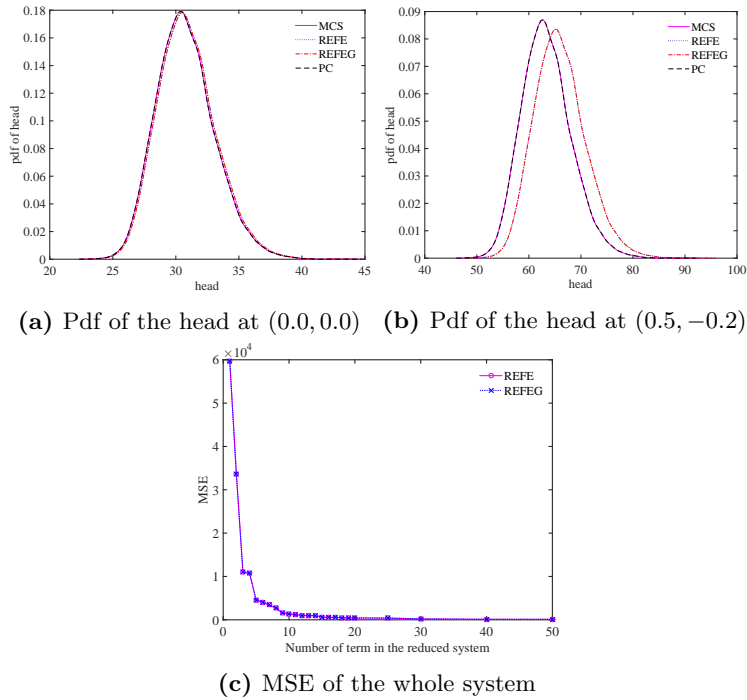 0.18
0.16
0.14
0.12
0.1
0.08
0.06
0.04
0.02
0
pdf of head
20 25 30 35 40 45
head
MCS
REFE
REFEG
PC
(a) Pdf of the head at (0.0, 0.0)
0.09
0.08
0.07
0.06
0.05
0.04
0.03
0.02
0.01
0
pdf of head
40 50 60 70 80 90 100
head
MCS
REFE
REFEG
PC
(b) Pdf of the head at (0.5, −0.2)
×10⁴
6
5
4
3
2
1
0
MSE
0 10 20 30 40 50
Number of term in the reduced system
REFE
REFEG
(c) MSE of the whole system